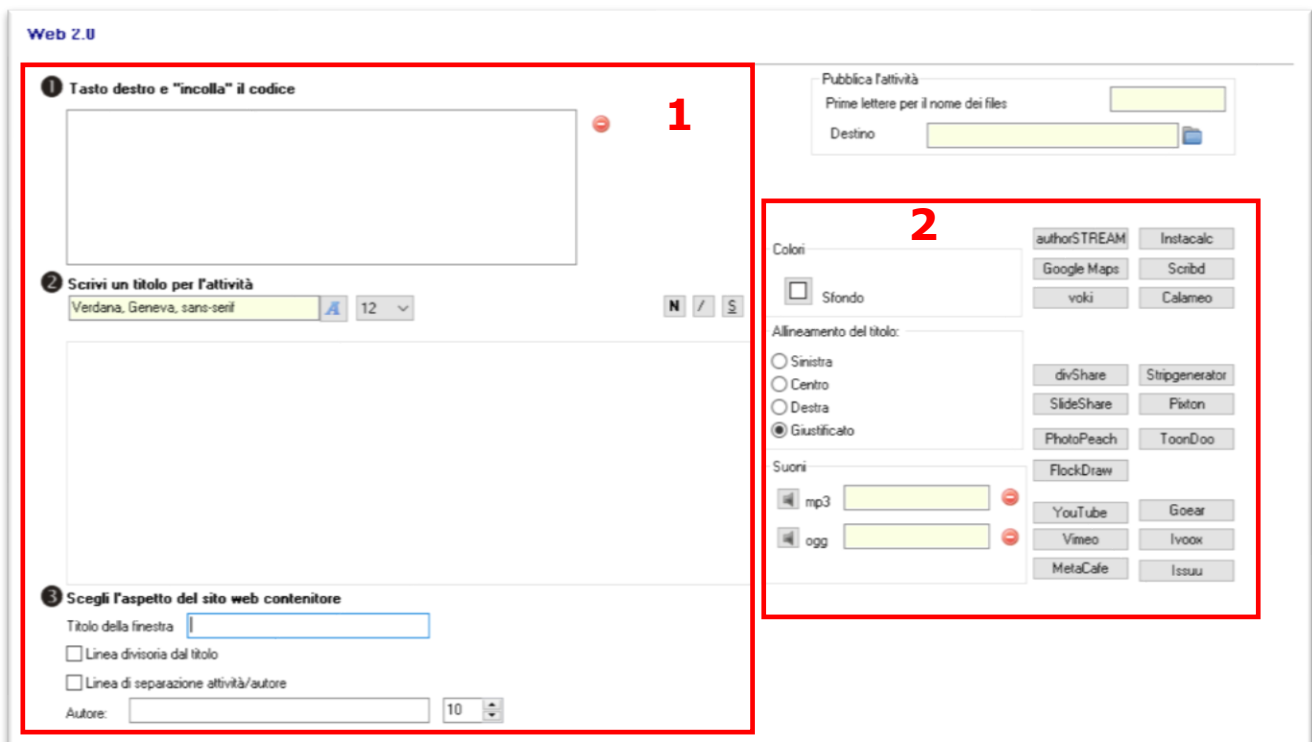 Web 2.0
❶ Tasto destro e "incolla" il codice
1
❷ Scrivi un titolo per l'attività
Verdana, Geneva, sans-serif A 12
N / S
❸ Scegli l'aspetto del sito web contenitore
Titolo della finestra
Linea divisoria dal titolo
Linea di separazione attività/autore
Autore: 10
Pubblica l'attività
Prime lettere per il nome dei files
Destino
2
Colori
Sfondo
Allineamento del titolo:
Sinistra
Centro
Destra
Giustificato
Suoni
mp3
ogg
authorSTREAM Instacalc
Google Maps Scribd
voki Calameo
divShare Stripgenerator
SlideShare Pixton
PhotoPeach ToonDoo
FlockDraw
YouTube Goear
Vimeo Ivoox
MetaCafe Issuu